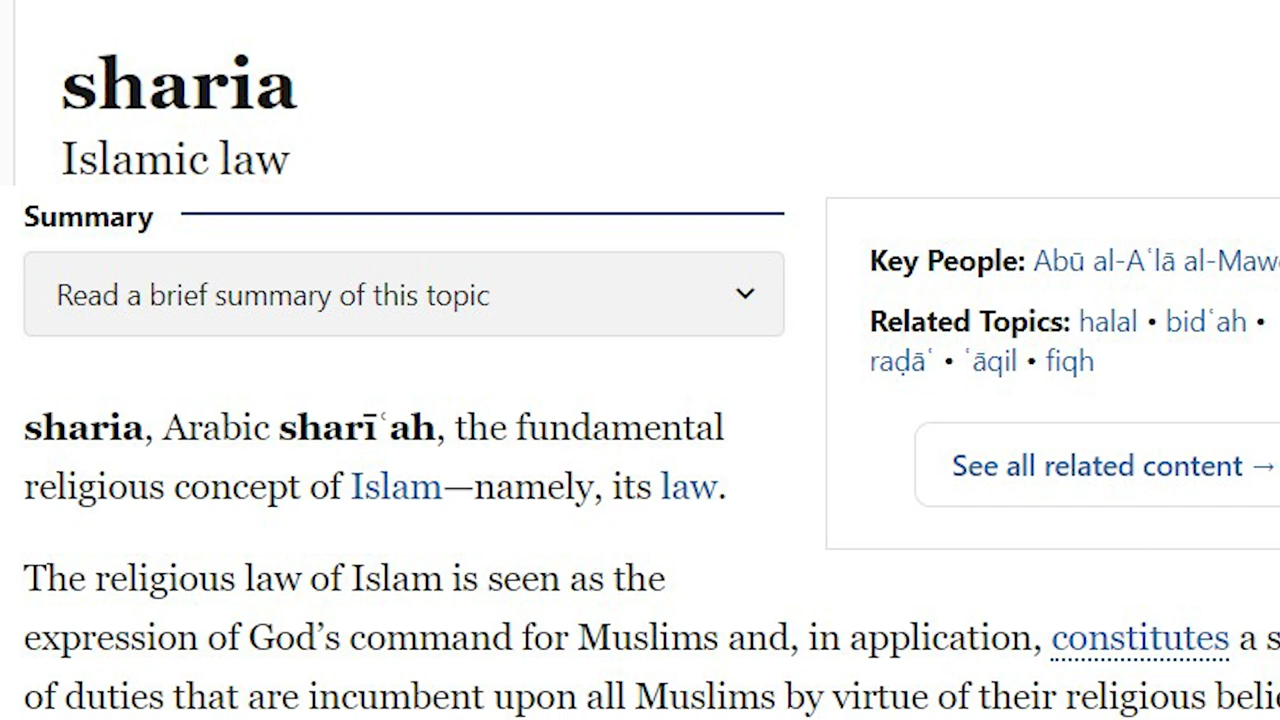 sharia
Islamic law
Summary
Read a brief summary of this topic
sharia, Arabic sharīʿah, the fundamental
religious concept of Islam—namely, its law.
The religious law of Islam is seen as the
expression of God’s command for Muslims and, in application, constitutes a
of duties that are incumbent upon all Muslims by virtue of their religious
Key People: Abū al-Aʿlā
Related Topics: halal • bidʿah •
raḍāʿ • ʿāqil • fiqh
See all related content →